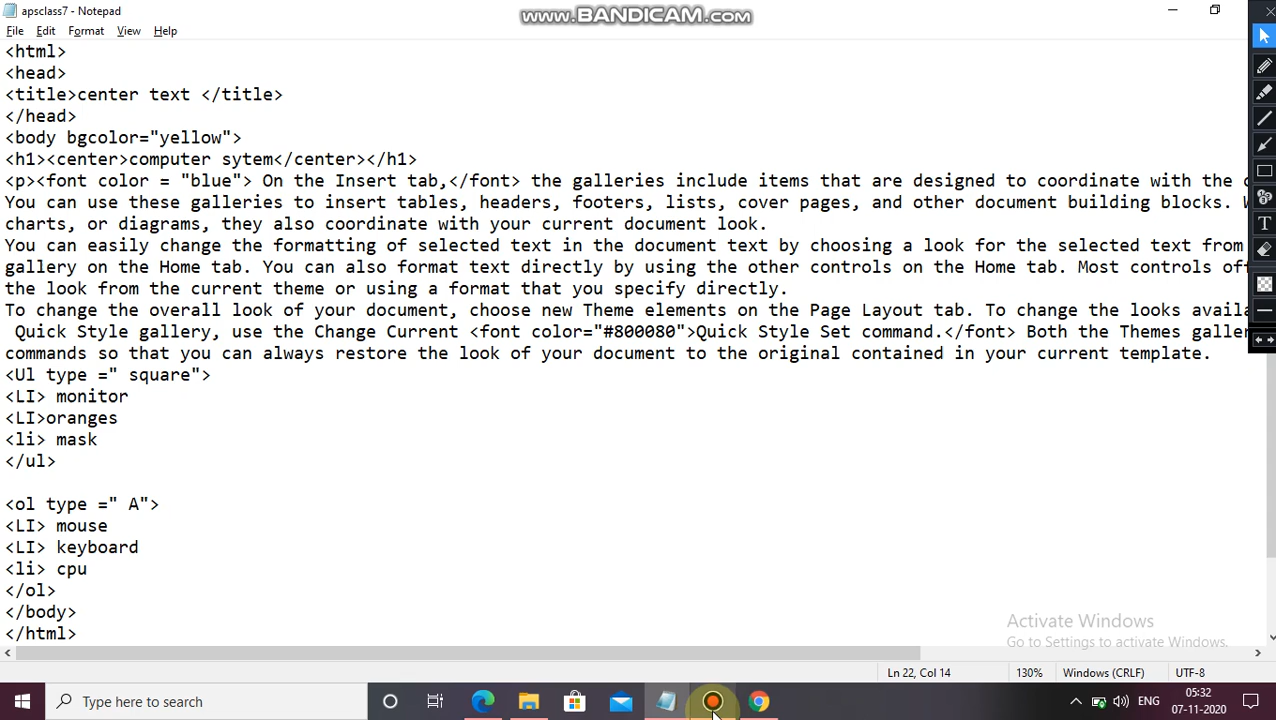 apsclass7 - Notepad
www.BANDICAM.com
File Edit Format View Help
<html>
<head>
<title>center text </title>
</head>
<body bgcolor="yellow">
<h1><center>computer sytem</center></h1>
<p><font color = "blue"> On the Insert tab,</font> the galleries include items that are designed to coordinate with the
You can use these galleries to insert tables, headers, footers, lists, cover pages, and other document building blocks.
charts, or diagrams, they also coordinate with your current document look.
You can easily change the formatting of selected text in the document text by choosing a look for the selected text from
gallery on the Home tab. You can also format text directly by using the other controls on the Home tab. Most controls
the look from the current theme or using a format that you specify directly.
To change the overall look of your document, choose new Theme elements on the Page Layout tab. To change the looks
Quick Style gallery, use the Change Current <font color="#800080">Quick Style Set command.</font> Both the Themes
commands so that you can always restore the look of your document to the original contained in your current template.
<Ul type =" square">
<LI> monitor
<LI>oranges
<li> mask
</ul>
<ol type =" A">
<LI> mouse
<LI> keyboard
<li> cpu
</ol>
</body>
</html>
Activate Windows
Go to Settings to activate Windows.
Ln 22, Col 14 130% Windows (CRLF) UTF-8
Type here to search
ENG
05:32
07-11-2020